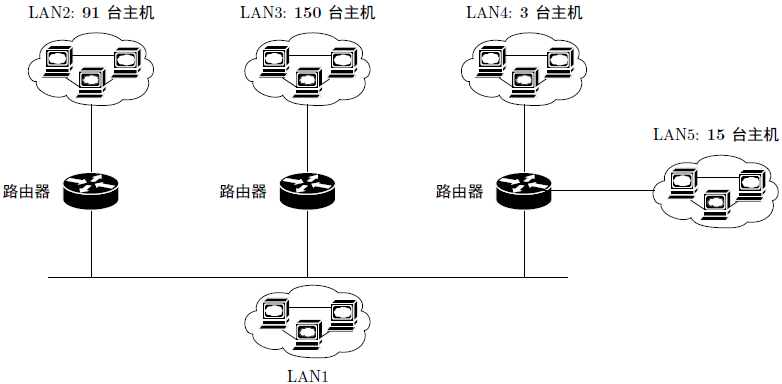 LAN2: 91 台主机
LAN3: 150 台主机
LAN4: 3 台主机
LAN5: 15 台主机
路由器
路由器
路由器
LAN1